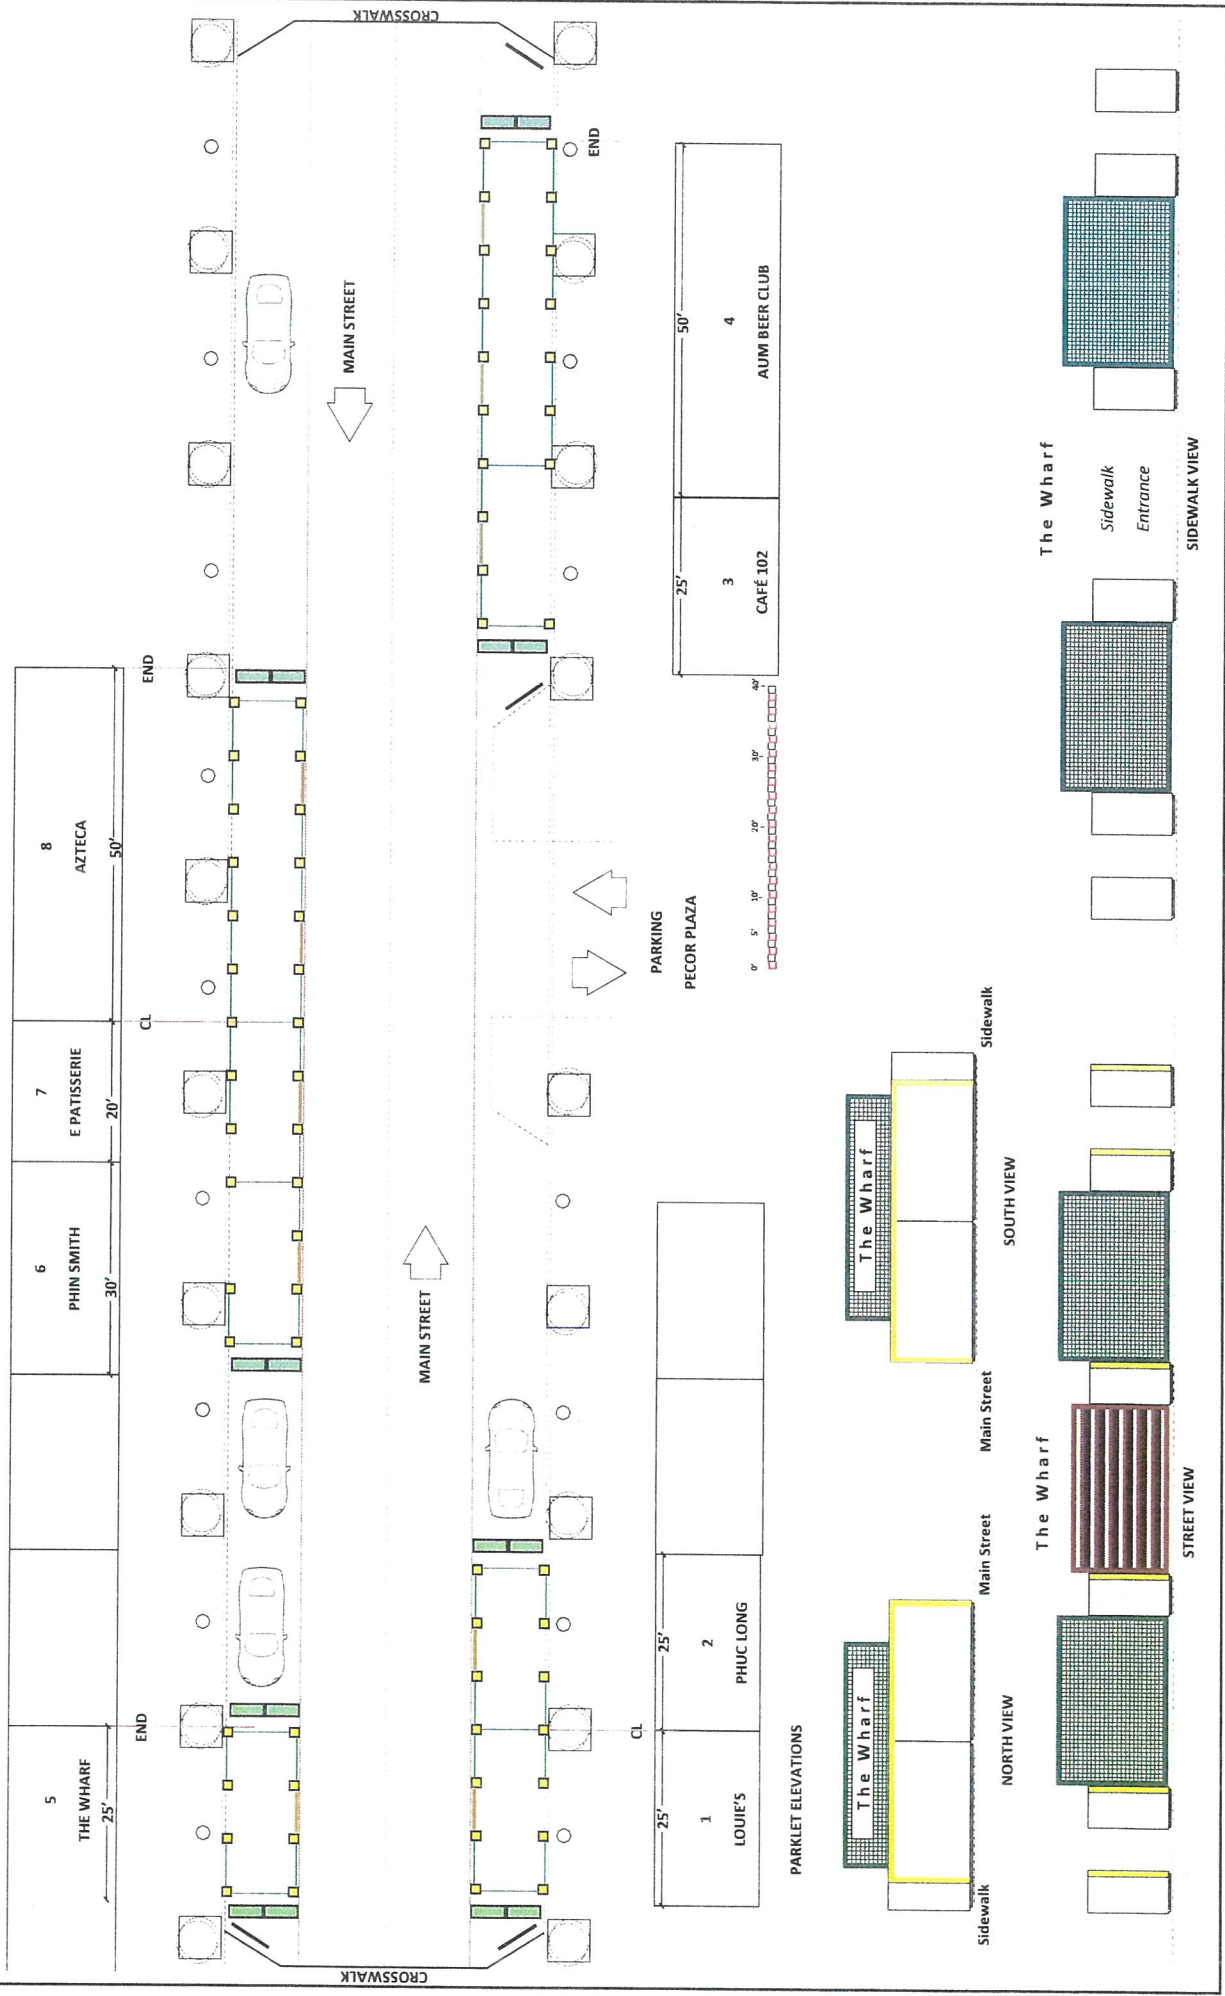 CROSSWALK
8
AZTECA
50'
END
CL
7
E PATISSERIE
20'
6
PHIN SMITH
30'
5
THE WHARF
25'
END
MAIN STREET
MAIN STREET
CROSSWALK
END
50'
4
AUM BEER CLUB
25'
3
CAFÉ 102
PARKING
PECOR PLAZA
0'
5'
10'
20'
30'
40'
CL
25'
2
PHUC LONG
25'
1
LOUIE'S
PARKLET ELEVATIONS
The Wharf
Sidewalk
Main Street
NORTH VIEW
The Wharf
Main Street
Sidewalk
SOUTH VIEW
The Wharf
STREET VIEW
The Wharf
Sidewalk
Entrance
SIDEWALK VIEW